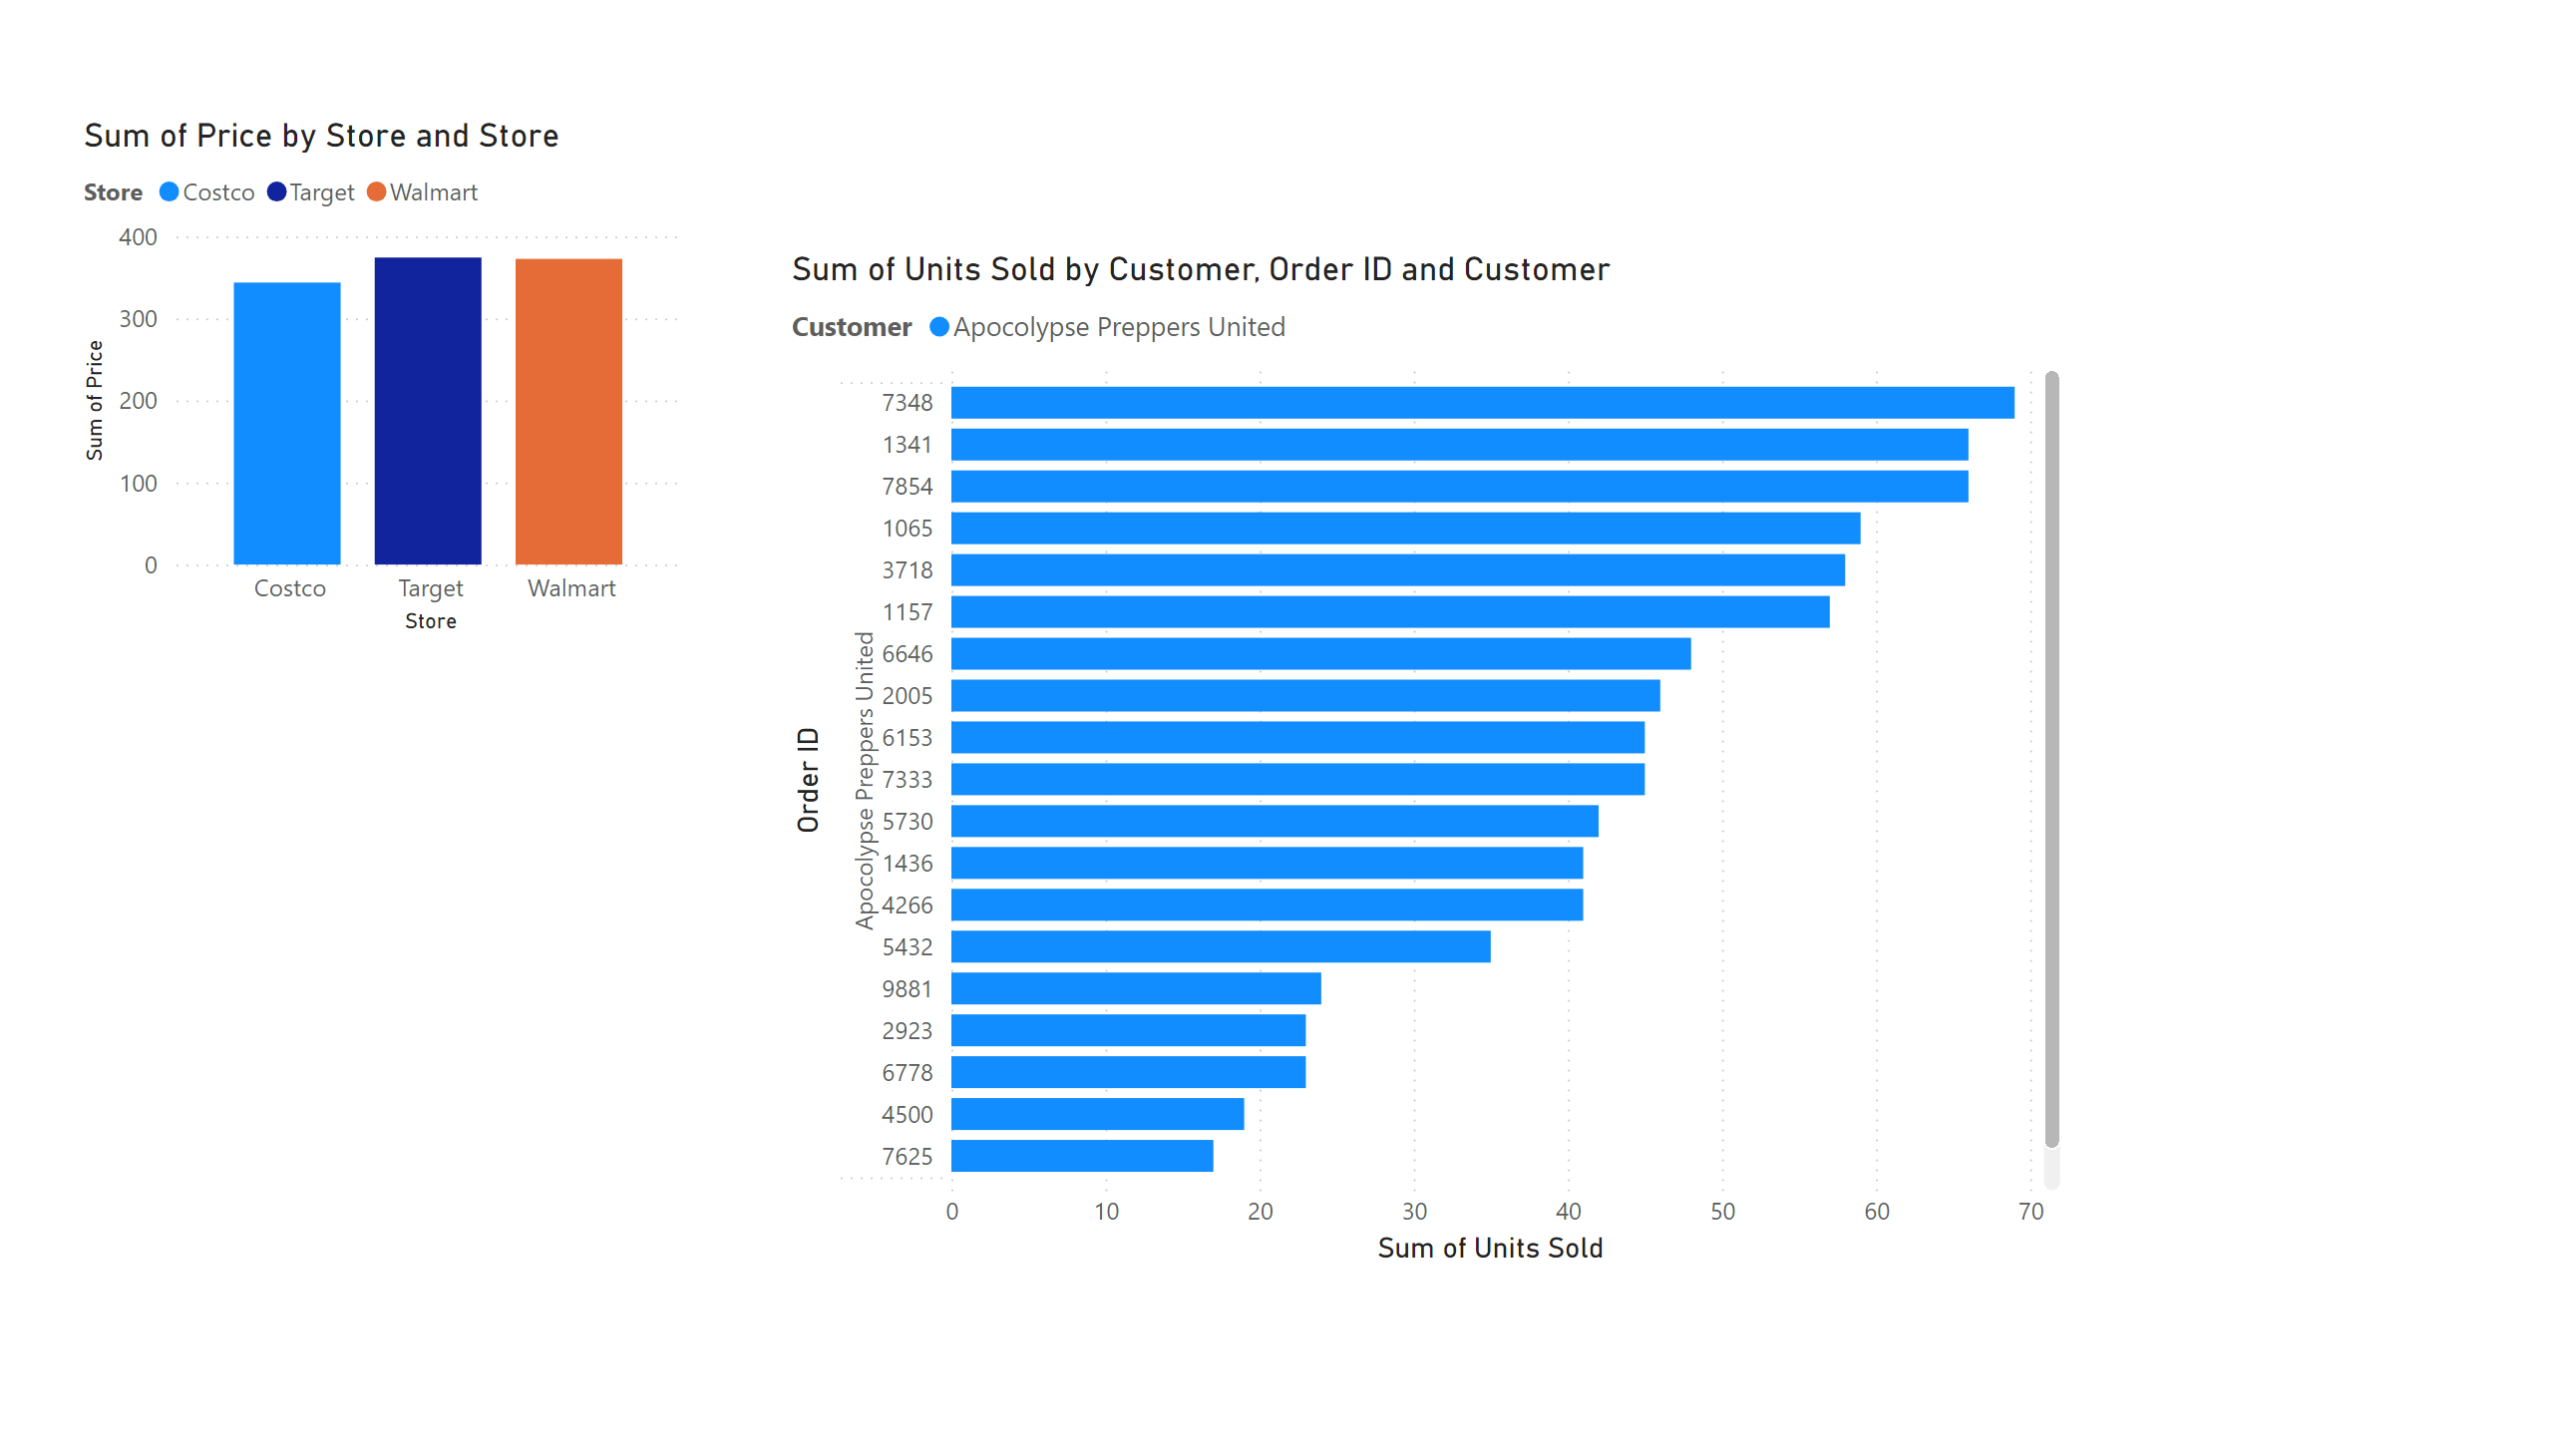 Sum of Price by Store and Store
Store Costco Target Walmart
400
300
200
100
0
Sum of Price
Costco Target Walmart
Store
Sum of Units Sold by Customer, Order ID and Customer
Customer Apocolypse Preppers United
Order ID
Apocolypse Preppers United
7348
1341
7854
1065
3718
1157
6646
2005
6153
7333
5730
1436
4266
5432
9881
2923
6778
4500
7625
0 10 20 30 40 50 60 70
Sum of Units Sold